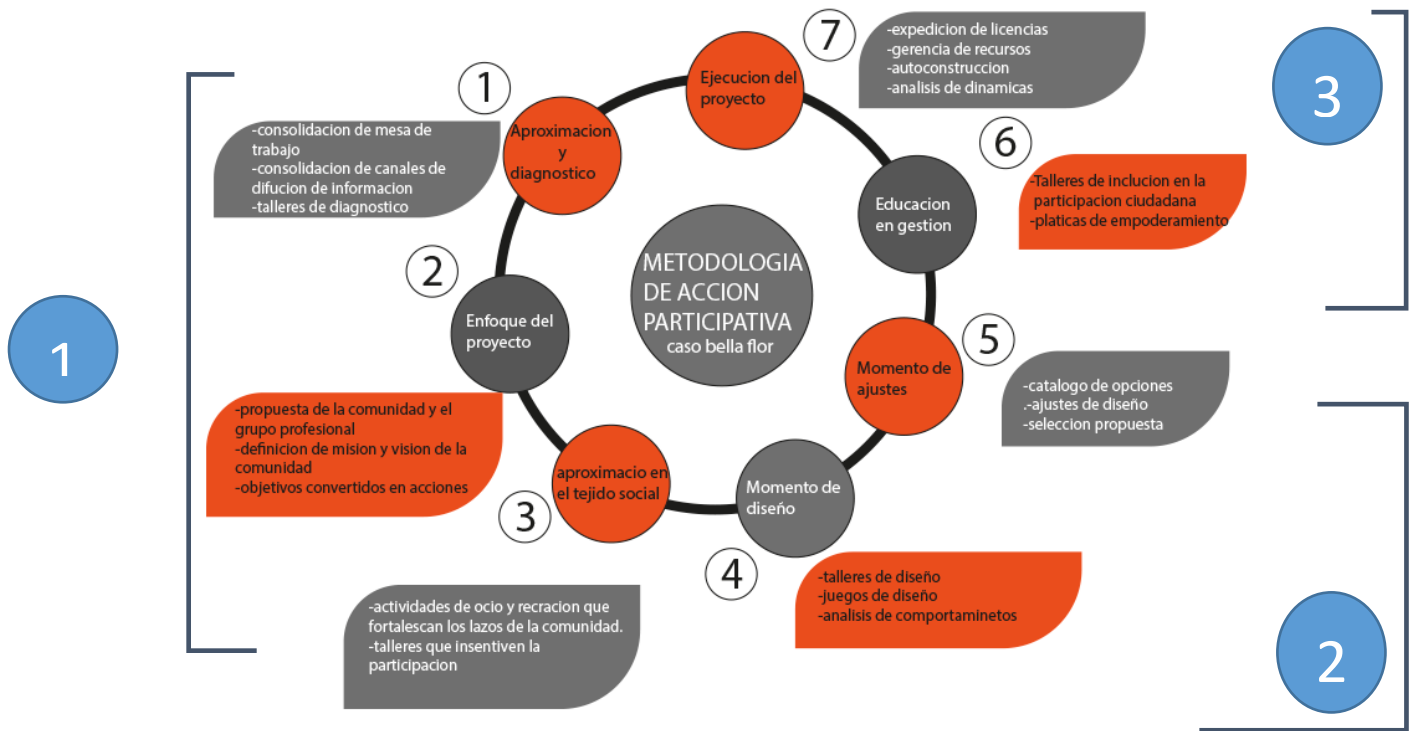 METODOLOGIA
DE ACCION
PARTICIPATIVA
caso bella flor
1
1
Aproximacion
y
diagnostico
-consolidacion de mesa de
trabajo
-consolidacion de canales de
difucion de informacion
-talleres de diagnostico
2
Enfoque del
proyecto
-propuesta de la comunidad y el
grupo profesional
-definicion de mision y vision de la
comunidad
-objetivos convertidos en acciones
3
aproximacio en
el tejido social
-actividades de ocio y recracion que
fortalescan los lazos de la comunidad.
-talleres que insentiven la
participacion
2
4
Momento de
diseño
-talleres de diseño
-juegos de diseño
-analisis de comportaminetos
5
Momento de
ajustes
-catalogo de opciones
.-ajustes de diseño
-seleccion propuesta
3
6
Educacion
en gestion
-Talleres de inclucion en la
participacion ciudadana
-platicas de empoderamiento
7
Ejecucion del
proyecto
-expedicion de licencias
-gerencia de recursos
-autoconstruccion
-analisis de dinamicas